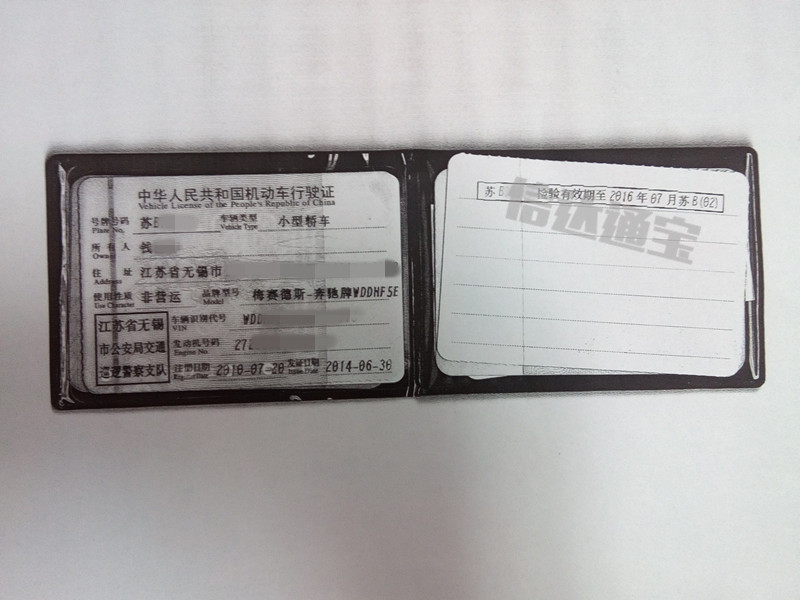 中华人民共和国机动车行驶证
Vehicle License of the People's Republic of China
号牌号码 苏B 车辆类型 小型轿车
Plate No. Vehicle Type
所有人 钱
Owner
住址 江苏省无锡市
Address
使用性质 非营运 品牌型号 梅赛德斯-奔驰牌WDDHF5E
Use Character Model
江苏省无锡
市公安局交通
巡逻警察支队
车辆识别代号 WDD
VIN
发动机号码 272
Engine No.
注册日期 2010-07-20 发证日期 2014-06-30
Register Date Issue Date
苏B 检验有效期至2016年07月苏B(02)
信达通宝